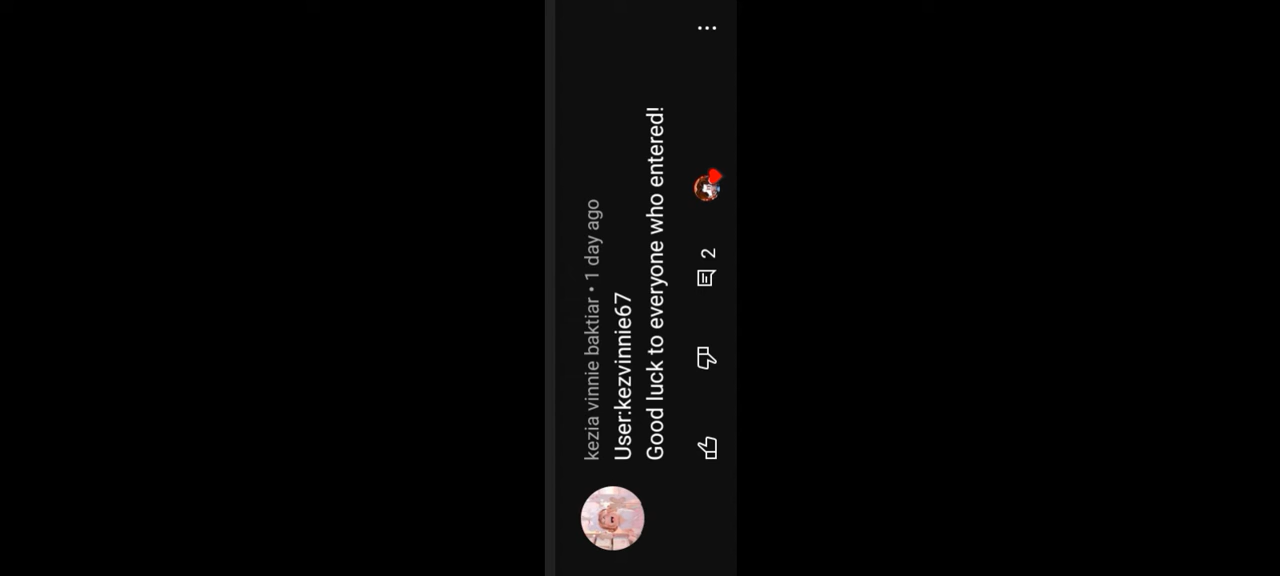 kezia vinnie baktiar • 1 day ago
User:kezvinnie67
Good luck to everyone who entered!
2